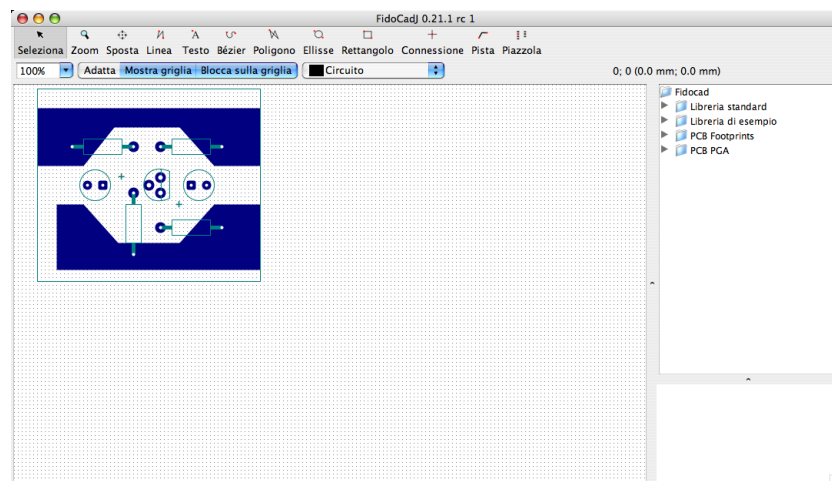 FidoCadJ 0.21.1 rc 1
Seleziona Zoom Sposta Linea Testo Bézier Poligono Ellisse Rettangolo Connessione Pista Piazzola
100% Adatta Mostra griglia Blocca sulla griglia Circuito 0; 0 (0.0 mm; 0.0 mm)
Fidocad
Libreria standard
Libreria di esempio
PCB Footprints
PCB PGA